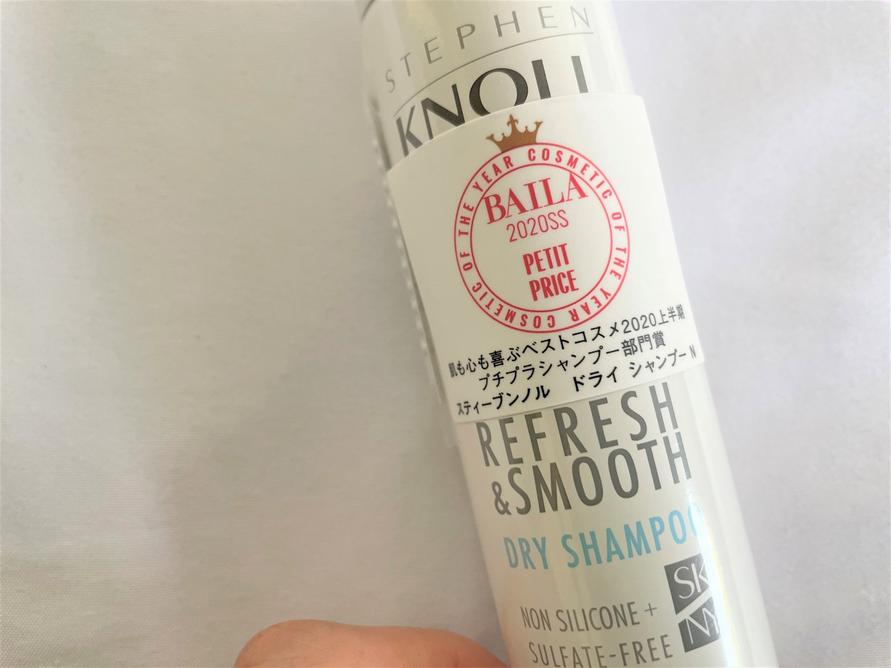 STEPHEN
KNOLL
COSMETIC OF THE YEAR COSMETIC OF THE YEAR
BAILA
2020SS
PETIT
PRICE
肌も心も喜ぶベストコスメ2020上半期
プチプラシャンプー部門賞
スティーブンノル ドライ シャンプー N
REFRESH
&SMOOTH
DRY SHAMPOO
SK
NY
NON SILICONE+
SULFATE-FREE